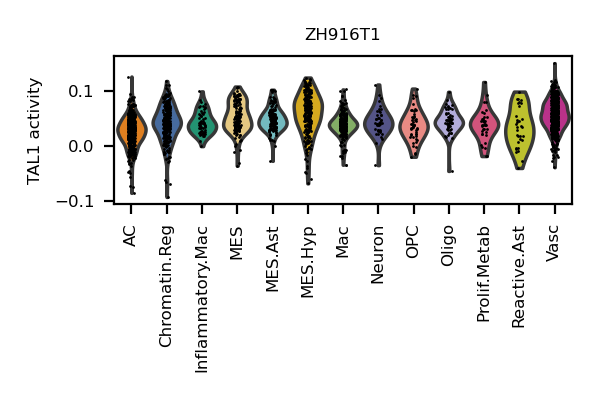 ZH916T1
TAL1 activity
0.1
0.0
−0.1
AC
Chromatin.Reg
Inflammatory.Mac
MES
MES.Ast
MES.Hyp
Mac
Neuron
OPC
Oligo
Prolif.Metab
Reactive.Ast
Vasc